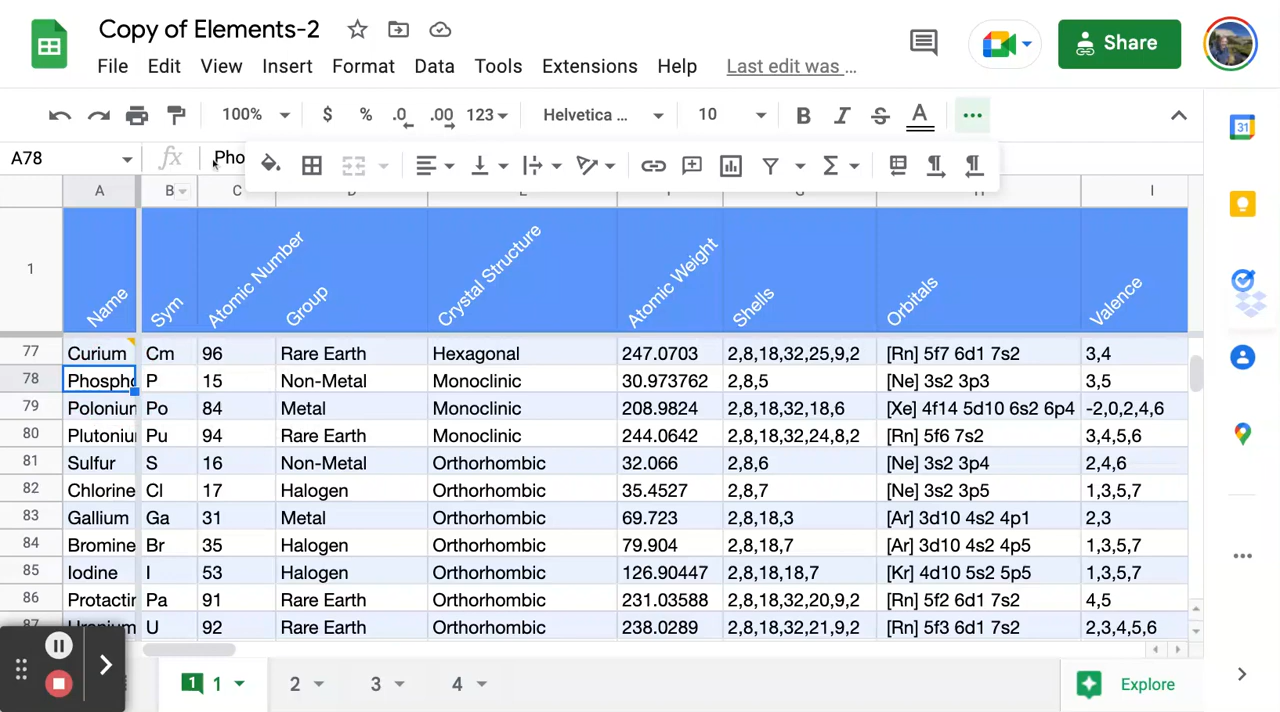 Copy of Elements-2
File Edit View Insert Format Data Tools Extensions Help Last edit was ...
Share
100% $ % .0 .00 123 Helvetica ... 10 B I S A
A78 fx Pho
A B C I
1 Name Sym Atomic Number Group Crystal Structure Atomic Weight Shells Orbitals Valence
77 Curium Cm 96 Rare Earth Hexagonal 247.0703 2,8,18,32,25,9,2 [Rn] 5f7 6d1 7s2 3,4
78 Phospho P 15 Non-Metal Monoclinic 30.973762 2,8,5 [Ne] 3s2 3p3 3,5
79 Polonium Po 84 Metal Monoclinic 208.9824 2,8,18,32,18,6 [Xe] 4f14 5d10 6s2 6p4 -2,0,2,4,6
80 Plutoniu Pu 94 Rare Earth Monoclinic 244.0642 2,8,18,32,24,8,2 [Rn] 5f6 7s2 3,4,5,6
81 Sulfur S 16 Non-Metal Orthorhombic 32.066 2,8,6 [Ne] 3s2 3p4 2,4,6
82 Chlorine Cl 17 Halogen Orthorhombic 35.4527 2,8,7 [Ne] 3s2 3p5 1,3,5,7
83 Gallium Ga 31 Metal Orthorhombic 69.723 2,8,18,3 [Ar] 3d10 4s2 4p1 2,3
84 Bromine Br 35 Halogen Orthorhombic 79.904 2,8,18,7 [Ar] 3d10 4s2 4p5 1,3,5,7
85 Iodine I 53 Halogen Orthorhombic 126.90447 2,8,18,18,7 [Kr] 4d10 5s2 5p5 1,3,5,7
86 Protactin Pa 91 Rare Earth Orthorhombic 231.03588 2,8,18,32,20,9,2 [Rn] 5f2 6d1 7s2 4,5
87 Uranium U 92 Rare Earth Orthorhombic 238.0289 2,8,18,32,21,9,2 [Rn] 5f3 6d1 7s2 2,3,4,5,6
1 1 2 3 4 Explore
31